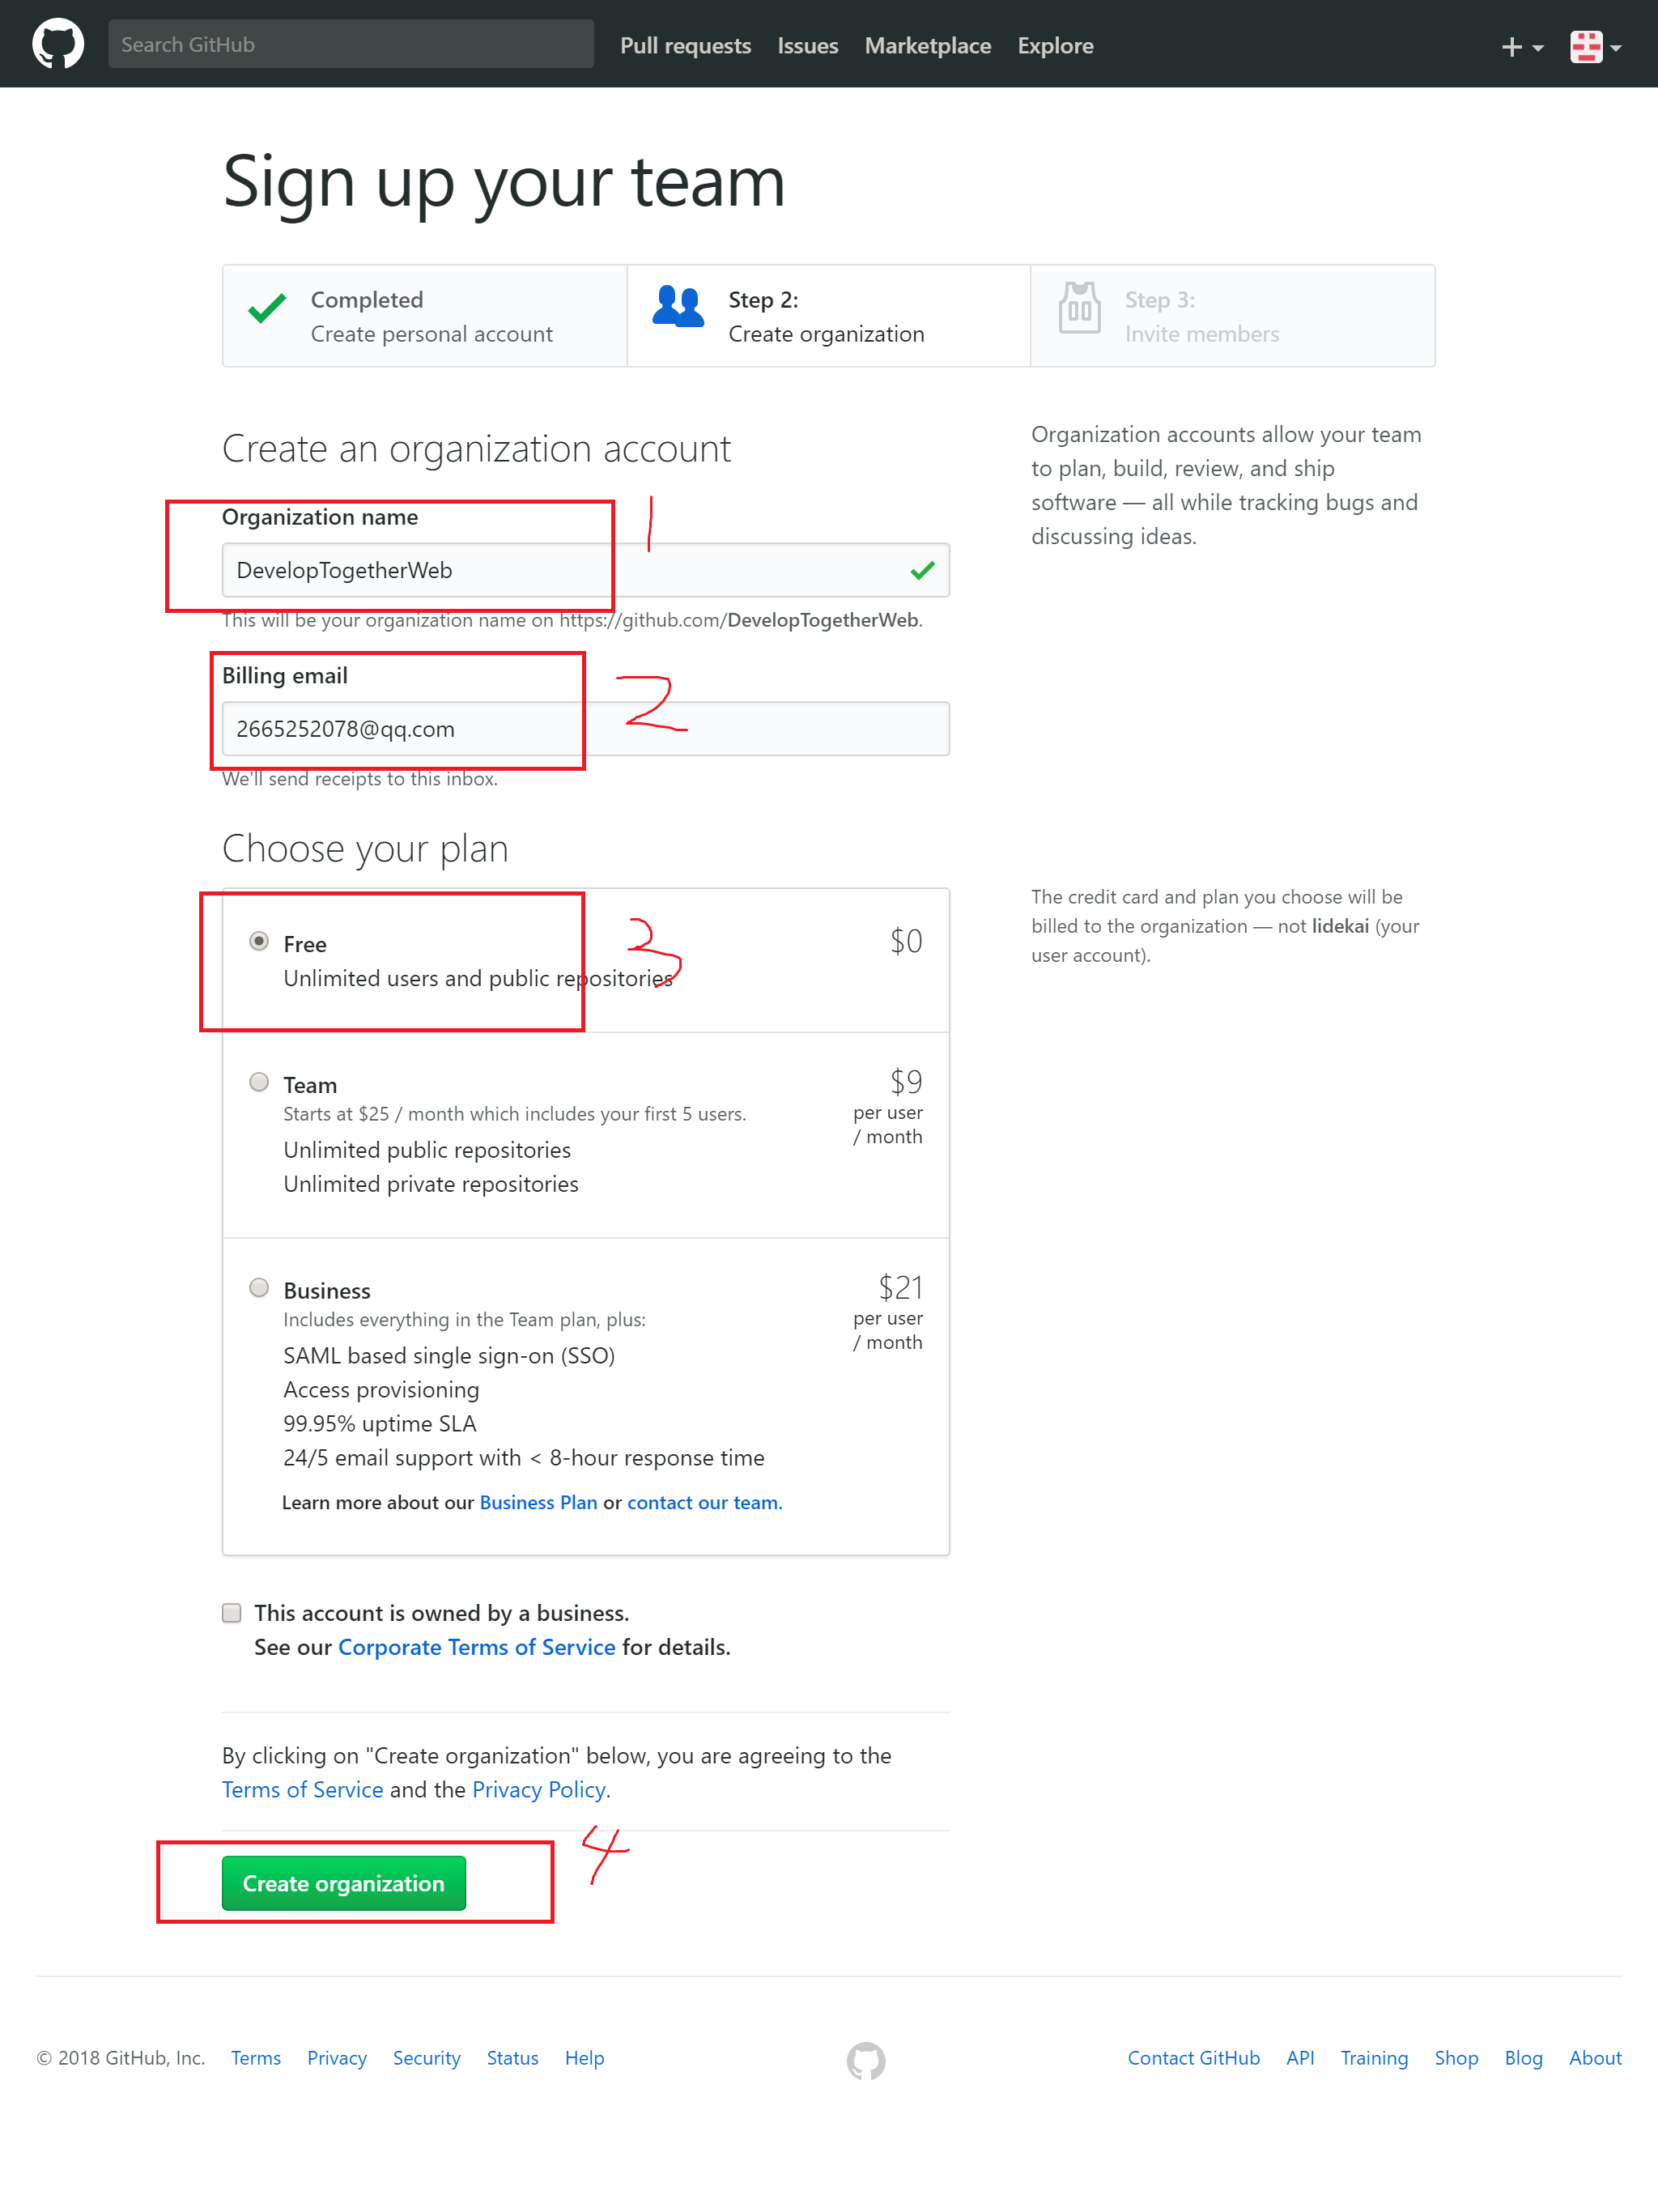 Search GitHub
Pull requests Issues Marketplace Explore
Sign up your team
Completed
Create personal account
Step 2:
Create organization
Step 3:
Invite members
Create an organization account
Organization name
1
DevelopTogetherWeb
This will be your organization name on https://github.com/DevelopTogetherWeb.
Billing email
2
2665252078@qq.com
We'll send receipts to this inbox.
Organization accounts allow your team
to plan, build, review, and ship
software — all while tracking bugs and
discussing ideas.
Choose your plan
Free
3
$0
Unlimited users and public repositories
Team
$9
per user
/ month
Starts at $25 / month which includes your first 5 users.
Unlimited public repositories
Unlimited private repositories
Business
$21
per user
/ month
Includes everything in the Team plan, plus:
SAML based single sign-on (SSO)
Access provisioning
99.95% uptime SLA
24/5 email support with < 8-hour response time
Learn more about our Business Plan or contact our team.
The credit card and plan you choose will be
billed to the organization — not lidekai (your
user account).
This account is owned by a business.
See our Corporate Terms of Service for details.
By clicking on "Create organization" below, you are agreeing to the
Terms of Service and the Privacy Policy.
4
Create organization
© 2018 GitHub, Inc. Terms Privacy Security Status Help
Contact GitHub API Training Shop Blog About